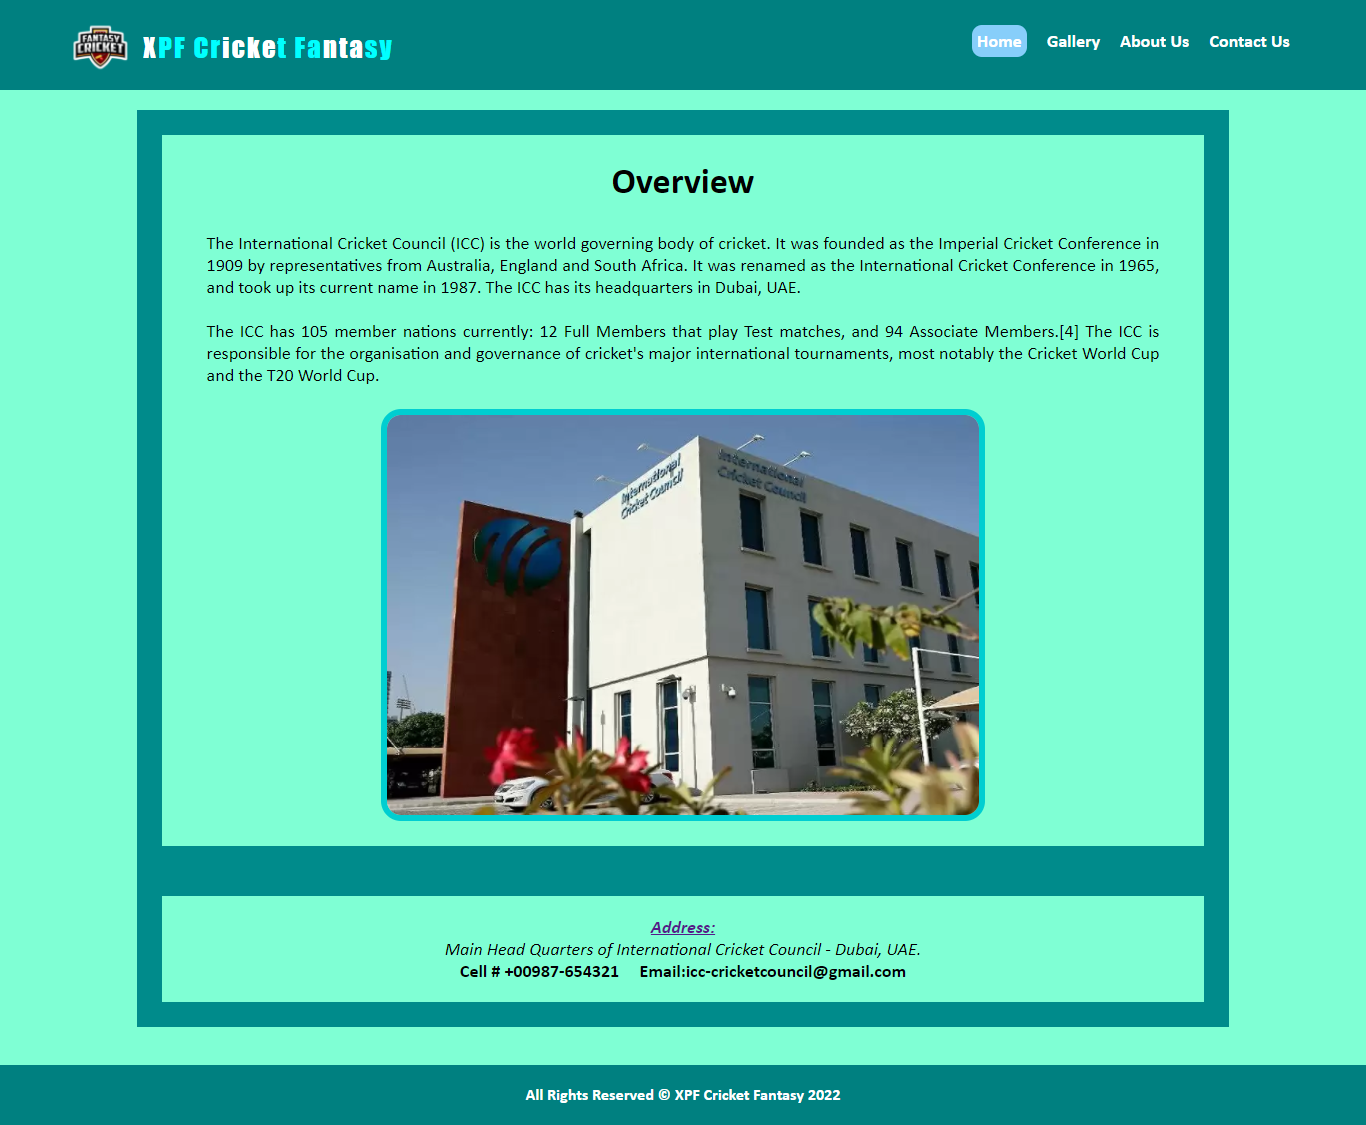 FANTASY
CRICKET
XPF Cricket Fantasy
Home Gallery About Us Contact Us
Overview
The International Cricket Council (ICC) is the world governing body of cricket. It was founded as the Imperial Cricket Conference in
1909 by representatives from Australia, England and South Africa. It was renamed as the International Cricket Conference in 1965,
and took up its current name in 1987. The ICC has its headquarters in Dubai, UAE.
The ICC has 105 member nations currently: 12 Full Members that play Test matches, and 94 Associate Members.[4] The ICC is
responsible for the organisation and governance of cricket's major international tournaments, most notably the Cricket World Cup
and the T20 World Cup.
International
Cricket Council
International
Cricket Council
Address:
Main Head Quarters of International Cricket Council - Dubai, UAE.
Cell # +00987-654321 Email:icc-cricketcouncil@gmail.com
All Rights Reserved © XPF Cricket Fantasy 2022